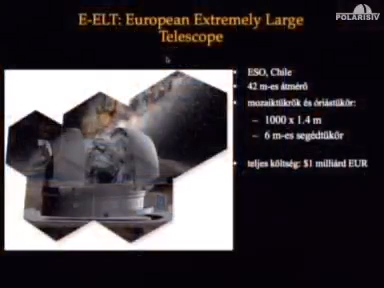 POLARISTV
E-ELT: European Extremely Large
Telescope
• ESO, Chile
• 42 m-es átmérő
• mozaiktükrök és óriástükör:
– 1000 x 1.4 m
– 6 m-es segédtükör
• teljes költség: $1 milliárd EUR